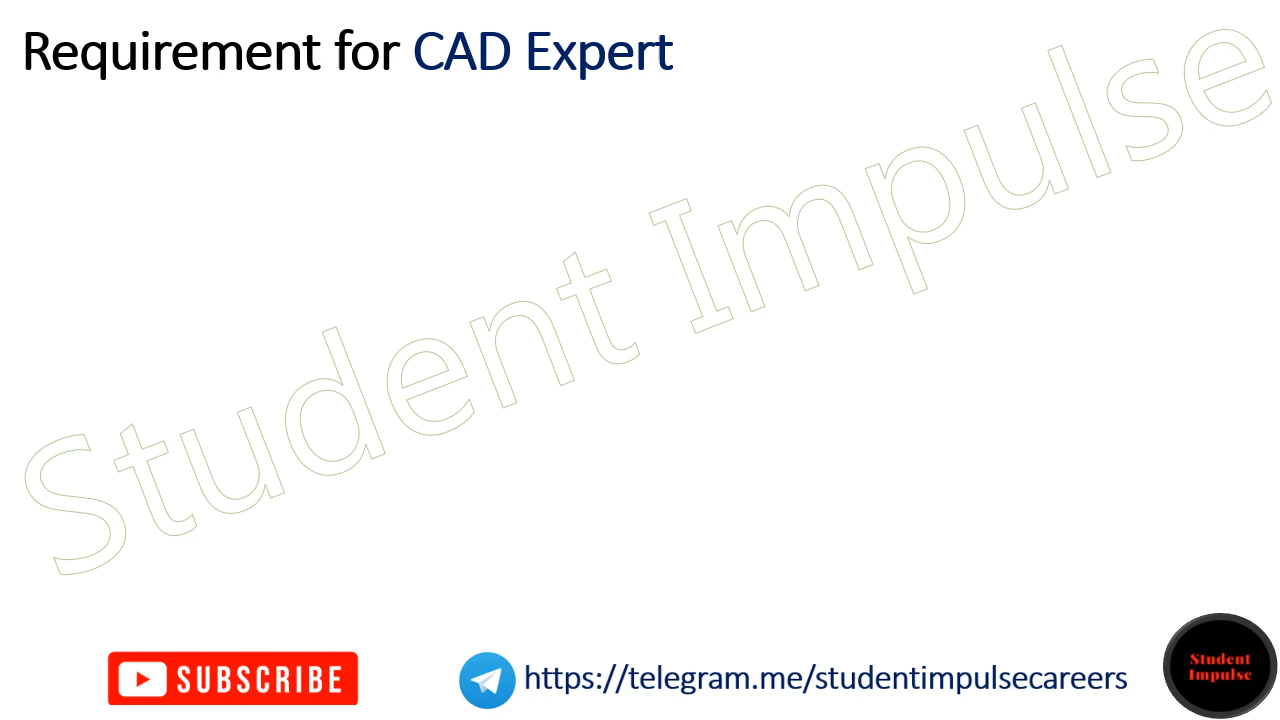 Requirement for CAD Expert
Student Impulse
SUBSCRIBE
https://telegram.me/studentimpulsecareers
Student
Impulse